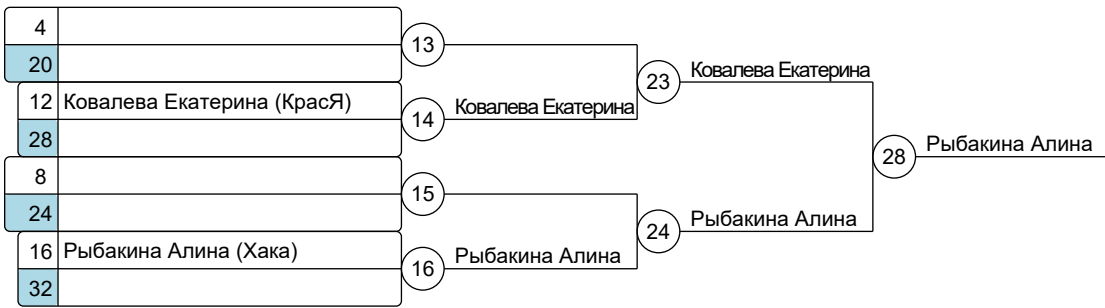 4
13
20
23
Ковалева Екатерина
12 Ковалева Екатерина (КрасЯ)
14
Ковалева Екатерина
28
28
Рыбакина Алина
8
15
24
24
Рыбакина Алина
16 Рыбакина Алина (Хака)
16
Рыбакина Алина
32